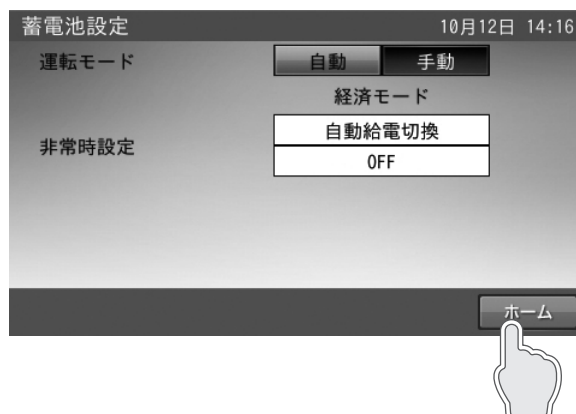 蓄電池設定 10月12日 14:16
運転モード 自動 手動
経済モード
非常時設定 自動給電切換
OFF
ホーム